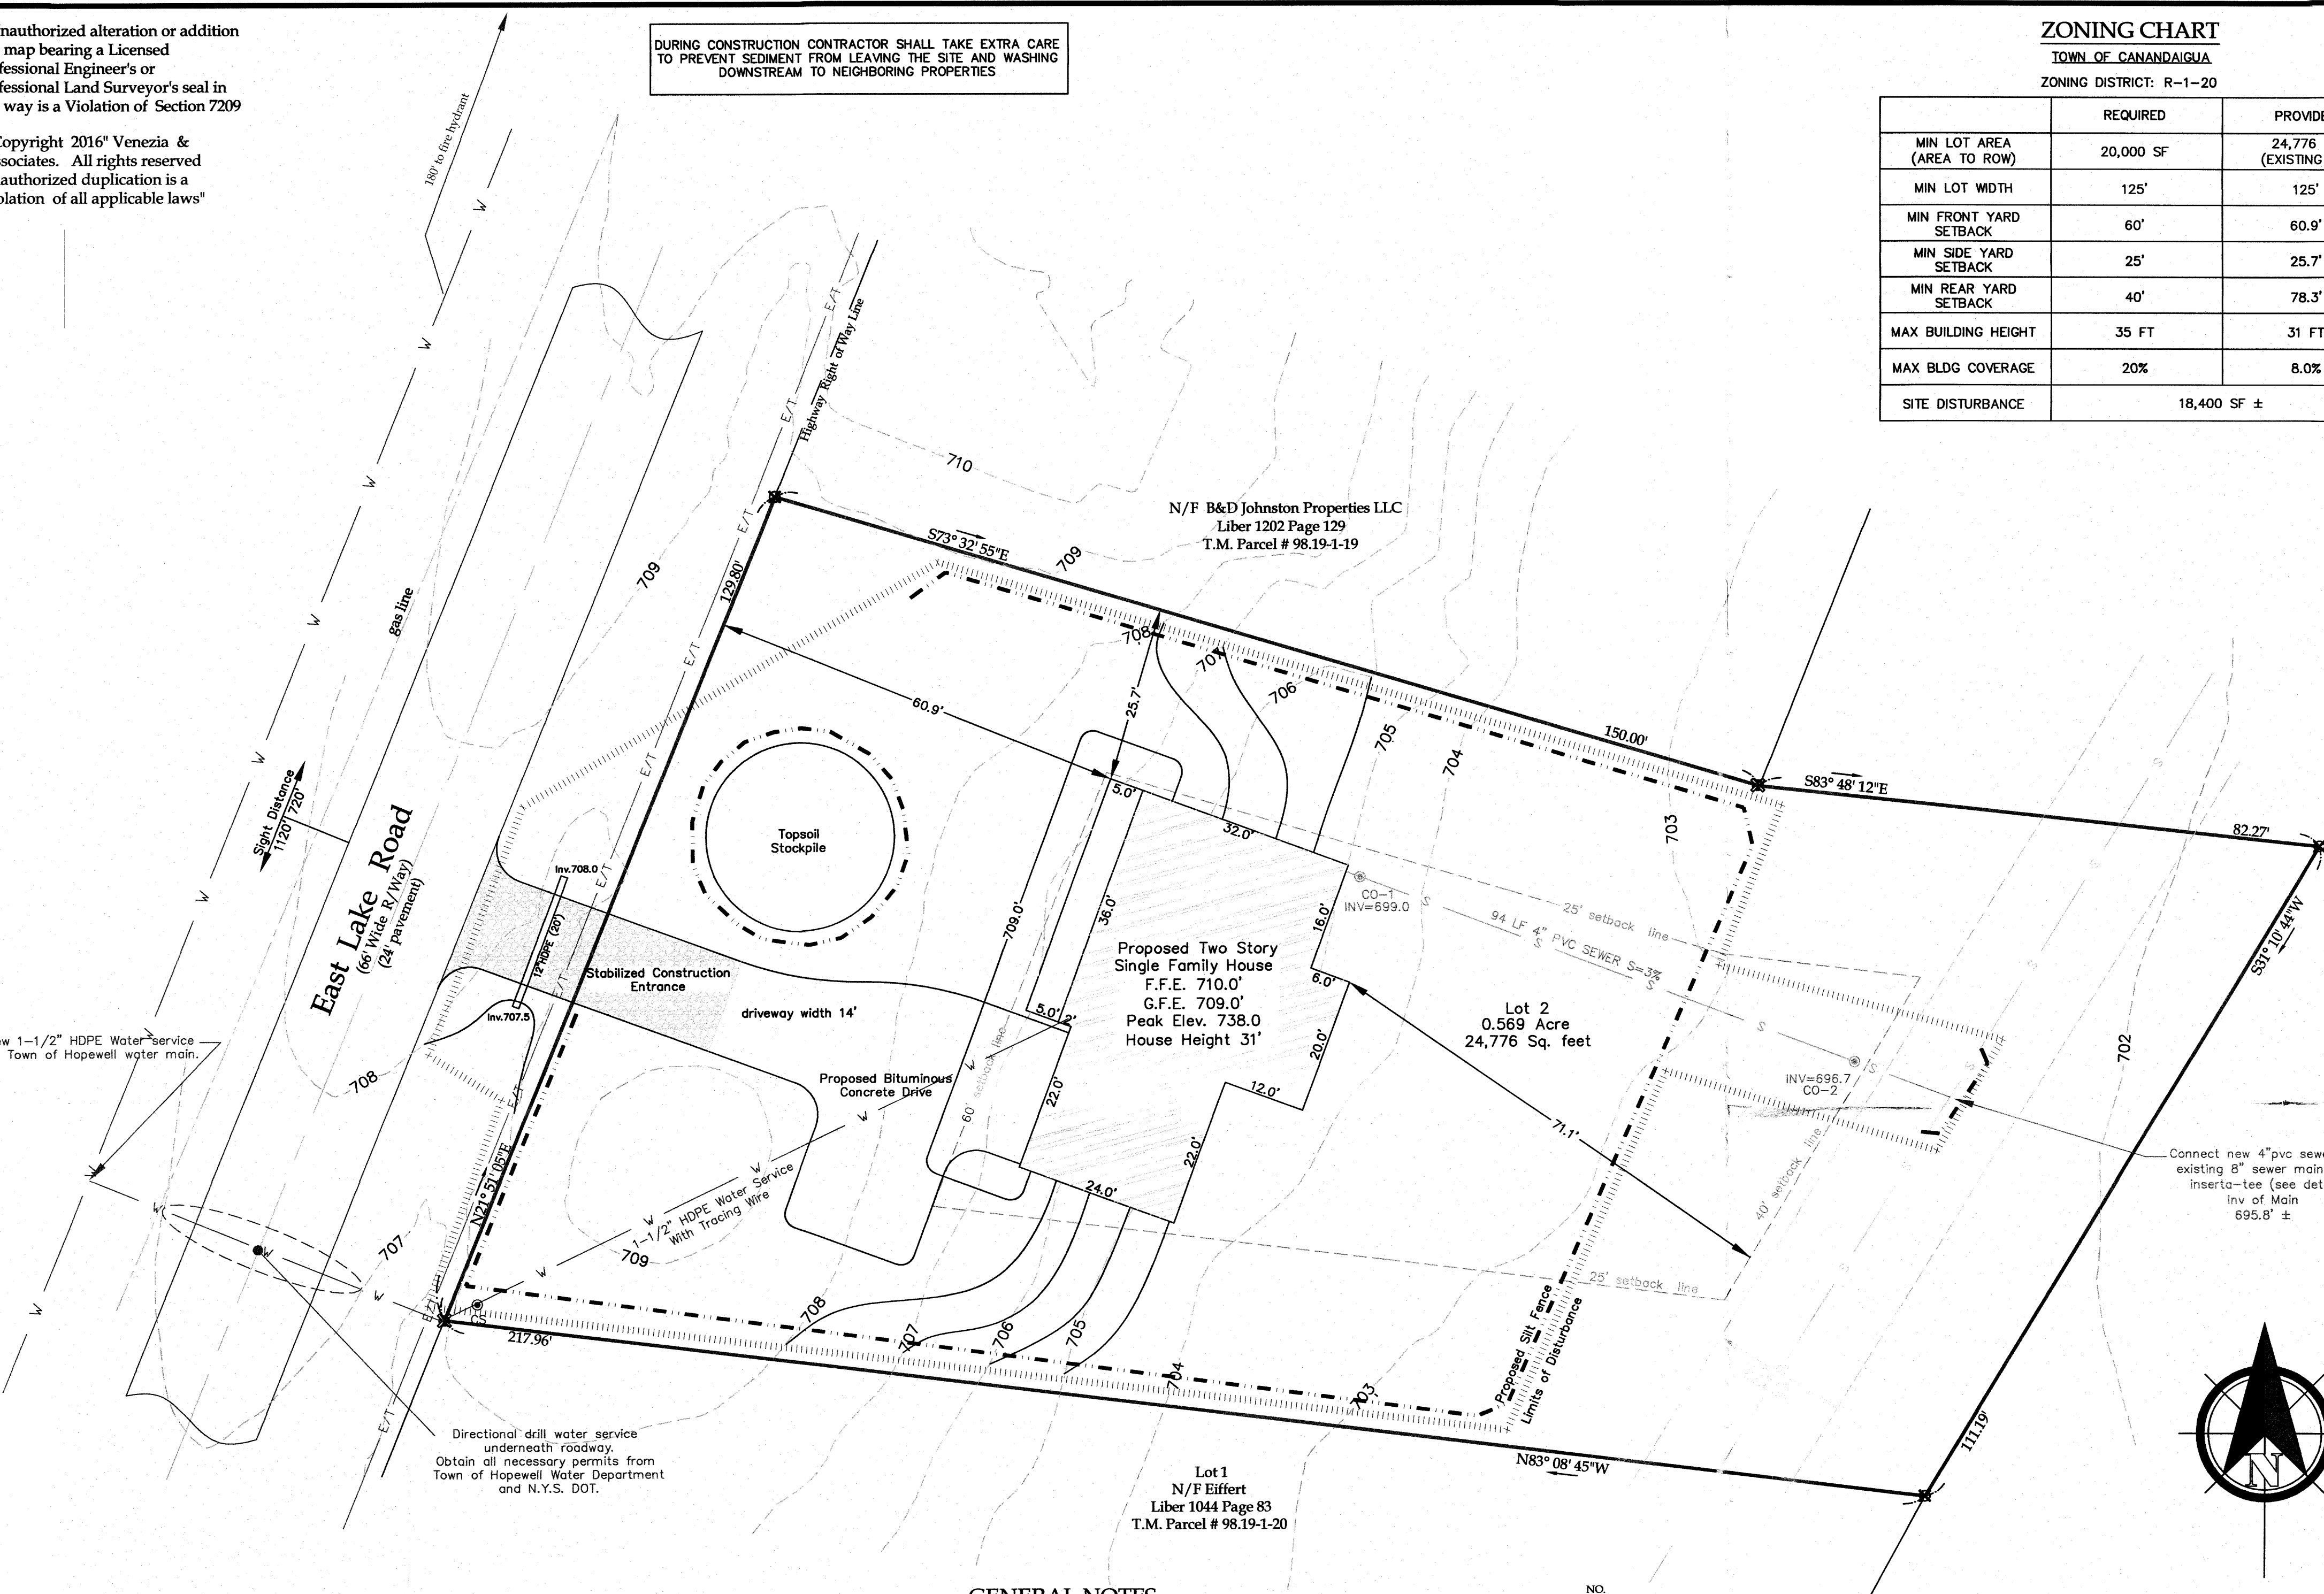 nauthorized alteration or addition
map bearing a Licensed
fessional Engineer's or
fessional Land Surveyor's seal in
way is a Violation of Section 7209
Copyright 2016" Venezia &
ssociates. All rights reserved
authorized duplication is a
olation of all applicable laws"
180' to fire hydrant
DURING CONSTRUCTION CONTRACTOR SHALL TAKE EXTRA CARE
TO PREVENT SEDIMENT FROM LEAVING THE SITE AND WASHING
DOWNSTREAM TO NEIGHBORING PROPERTIES
ZONING CHART
TOWN OF CANANDAIGUA
ZONING DISTRICT: R-1-20
REQUIRED PROVIDE
MIN LOT AREA
(AREA TO ROW) 20,000 SF 24,776
(EXISTING
MIN LOT WIDTH 125' 125'
MIN FRONT YARD
SETBACK 60' 60.9'
MIN SIDE YARD
SETBACK 25' 25.7'
MIN REAR YARD
SETBACK 40' 78.3'
MAX BUILDING HEIGHT 35 FT 31 FT
MAX BLDG COVERAGE 20% 8.0%
SITE DISTURBANCE 18,400 SF ±
Highway Right of Way Line
E/T E/T E/T E/T E/T E/T E/T E/T E/T E/T
W W W W W W W W W
710
N/F B&D Johnston Properties LLC
Liber 1202 Page 129
T.M. Parcel # 98.19-1-19
S73° 32' 55"E
709
709
129.80'
gas line
708
707
706
705
704
703
150.00'
S83° 48' 12"E
82.27'
S31° 10' 44"W
60.9'
25.7'
Sight Distance
1120' 720'
East Lake Road
(66' Wide R/Way)
(24' pavement)
Topsoil
Stockpile
5.0'
32.0'
Inv.708.0
12"HDPE (20')
Inv.707.5
Stabilized Construction
Entrance
driveway width 14'
709.0'
36.0'
16.0'
6.0'
5.0' 2'
Proposed Two Story
Single Family House
F.F.E. 710.0'
G.F.E. 709.0'
Peak Elev. 738.0
House Height 31'
CO-1
INV=699.0
25' setback line
94 LF 4" PVC SEWER S=3%
S S S S S
Lot 2
0.569 Acre
24,776 Sq. feet
20.0'
12.0'
22.0'
22.0'
24.0'
71.1'
INV=696.7
CO-2
702
40' setback line
60' setback line
Proposed Bituminous
Concrete Drive
1-1/2" HDPE Water service
Town of Hopewell water main.
708
N21° 51' 05"E
1-1/2" HDPE Water Service
With Tracing Wire
W W W W W
709
707
CS
217.96'
708
707
706
705
704
703
25' setback line
Proposed Silt Fence
Limits of Disturbance
Connect new 4"pvc sewe
existing 8" sewer main
inserta-tee (see det
Inv of Main
695.8' ±
111.19'
N83° 08' 45"W
N
Directional drill water service
underneath roadway.
Obtain all necessary permits from
Town of Hopewell Water Department
and N.Y.S. DOT.
Lot 1
N/F Eiffert
Liber 1044 Page 83
T.M. Parcel # 98.19-1-20
GENERAL NOTES
NO.